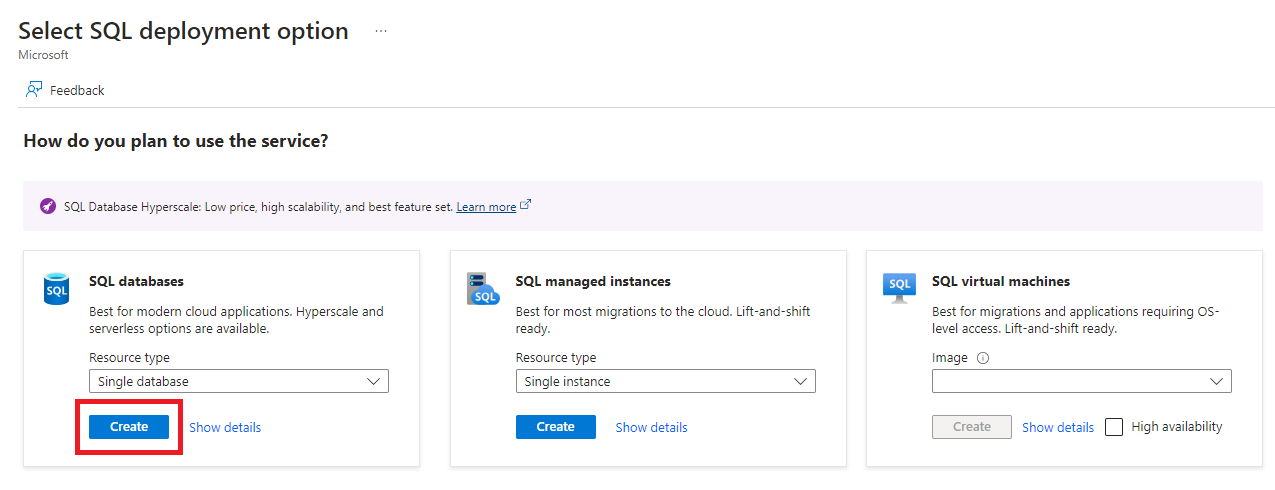 Select SQL deployment option ...
Microsoft
Feedback
How do you plan to use the service?
SQL Database Hyperscale: Low price, high scalability, and best feature set. Learn more
SQL
SQL databases
Best for modern cloud applications. Hyperscale and
serverless options are available.
Resource type
Single database
Create
Show details
SQL
SQL managed instances
Best for most migrations to the cloud. Lift-and-shift
ready.
Resource type
Single instance
Create
Show details
SQL
SQL virtual machines
Best for migrations and applications requiring OS-
level access. Lift-and-shift ready.
Image
Create
Show details
High availability